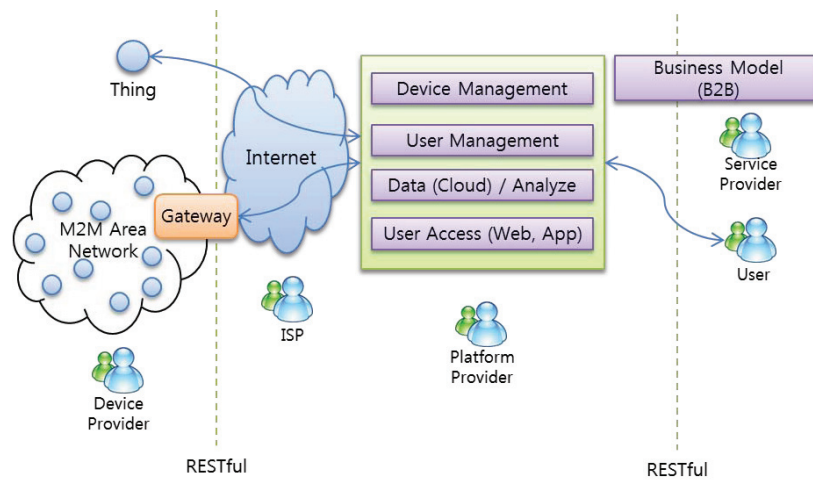 Thing
M2M Area
Network
Gateway
Device
Provider
RESTful
Internet
ISP
Device Management
User Management
Data (Cloud) / Analyze
User Access (Web, App)
Platform
Provider
Business Model
(B2B)
Service
Provider
User
RESTful